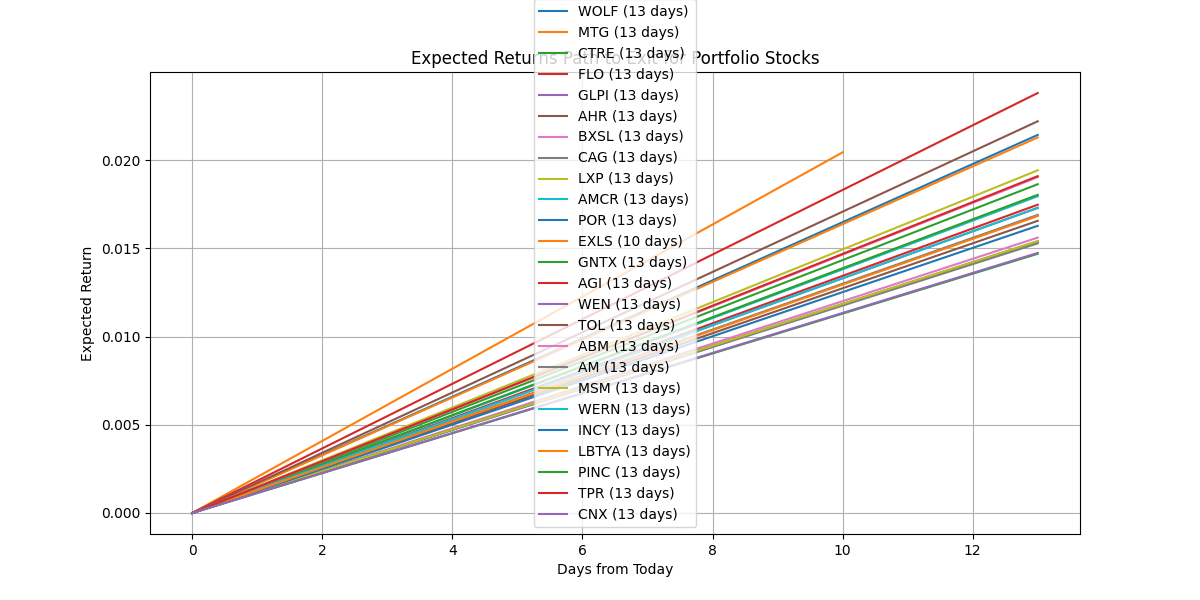 WOLF (13 days)
MTG (13 days)
CTRE (13 days)
Expected Returns Path to Exit for Portfolio Stocks
FLO (13 days)
GLPI (13 days)
AHR (13 days)
BXSL (13 days)
CAG (13 days)
LXP (13 days)
AMCR (13 days)
POR (13 days)
EXLS (10 days)
GNTX (13 days)
AGI (13 days)
WEN (13 days)
TOL (13 days)
ABM (13 days)
AM (13 days)
MSM (13 days)
WERN (13 days)
INCY (13 days)
LBTYA (13 days)
PINC (13 days)
TPR (13 days)
CNX (13 days)
Expected Return
0.020
0.015
0.010
0.005
0.000
0 2 4 6 8 10 12
Days from Today